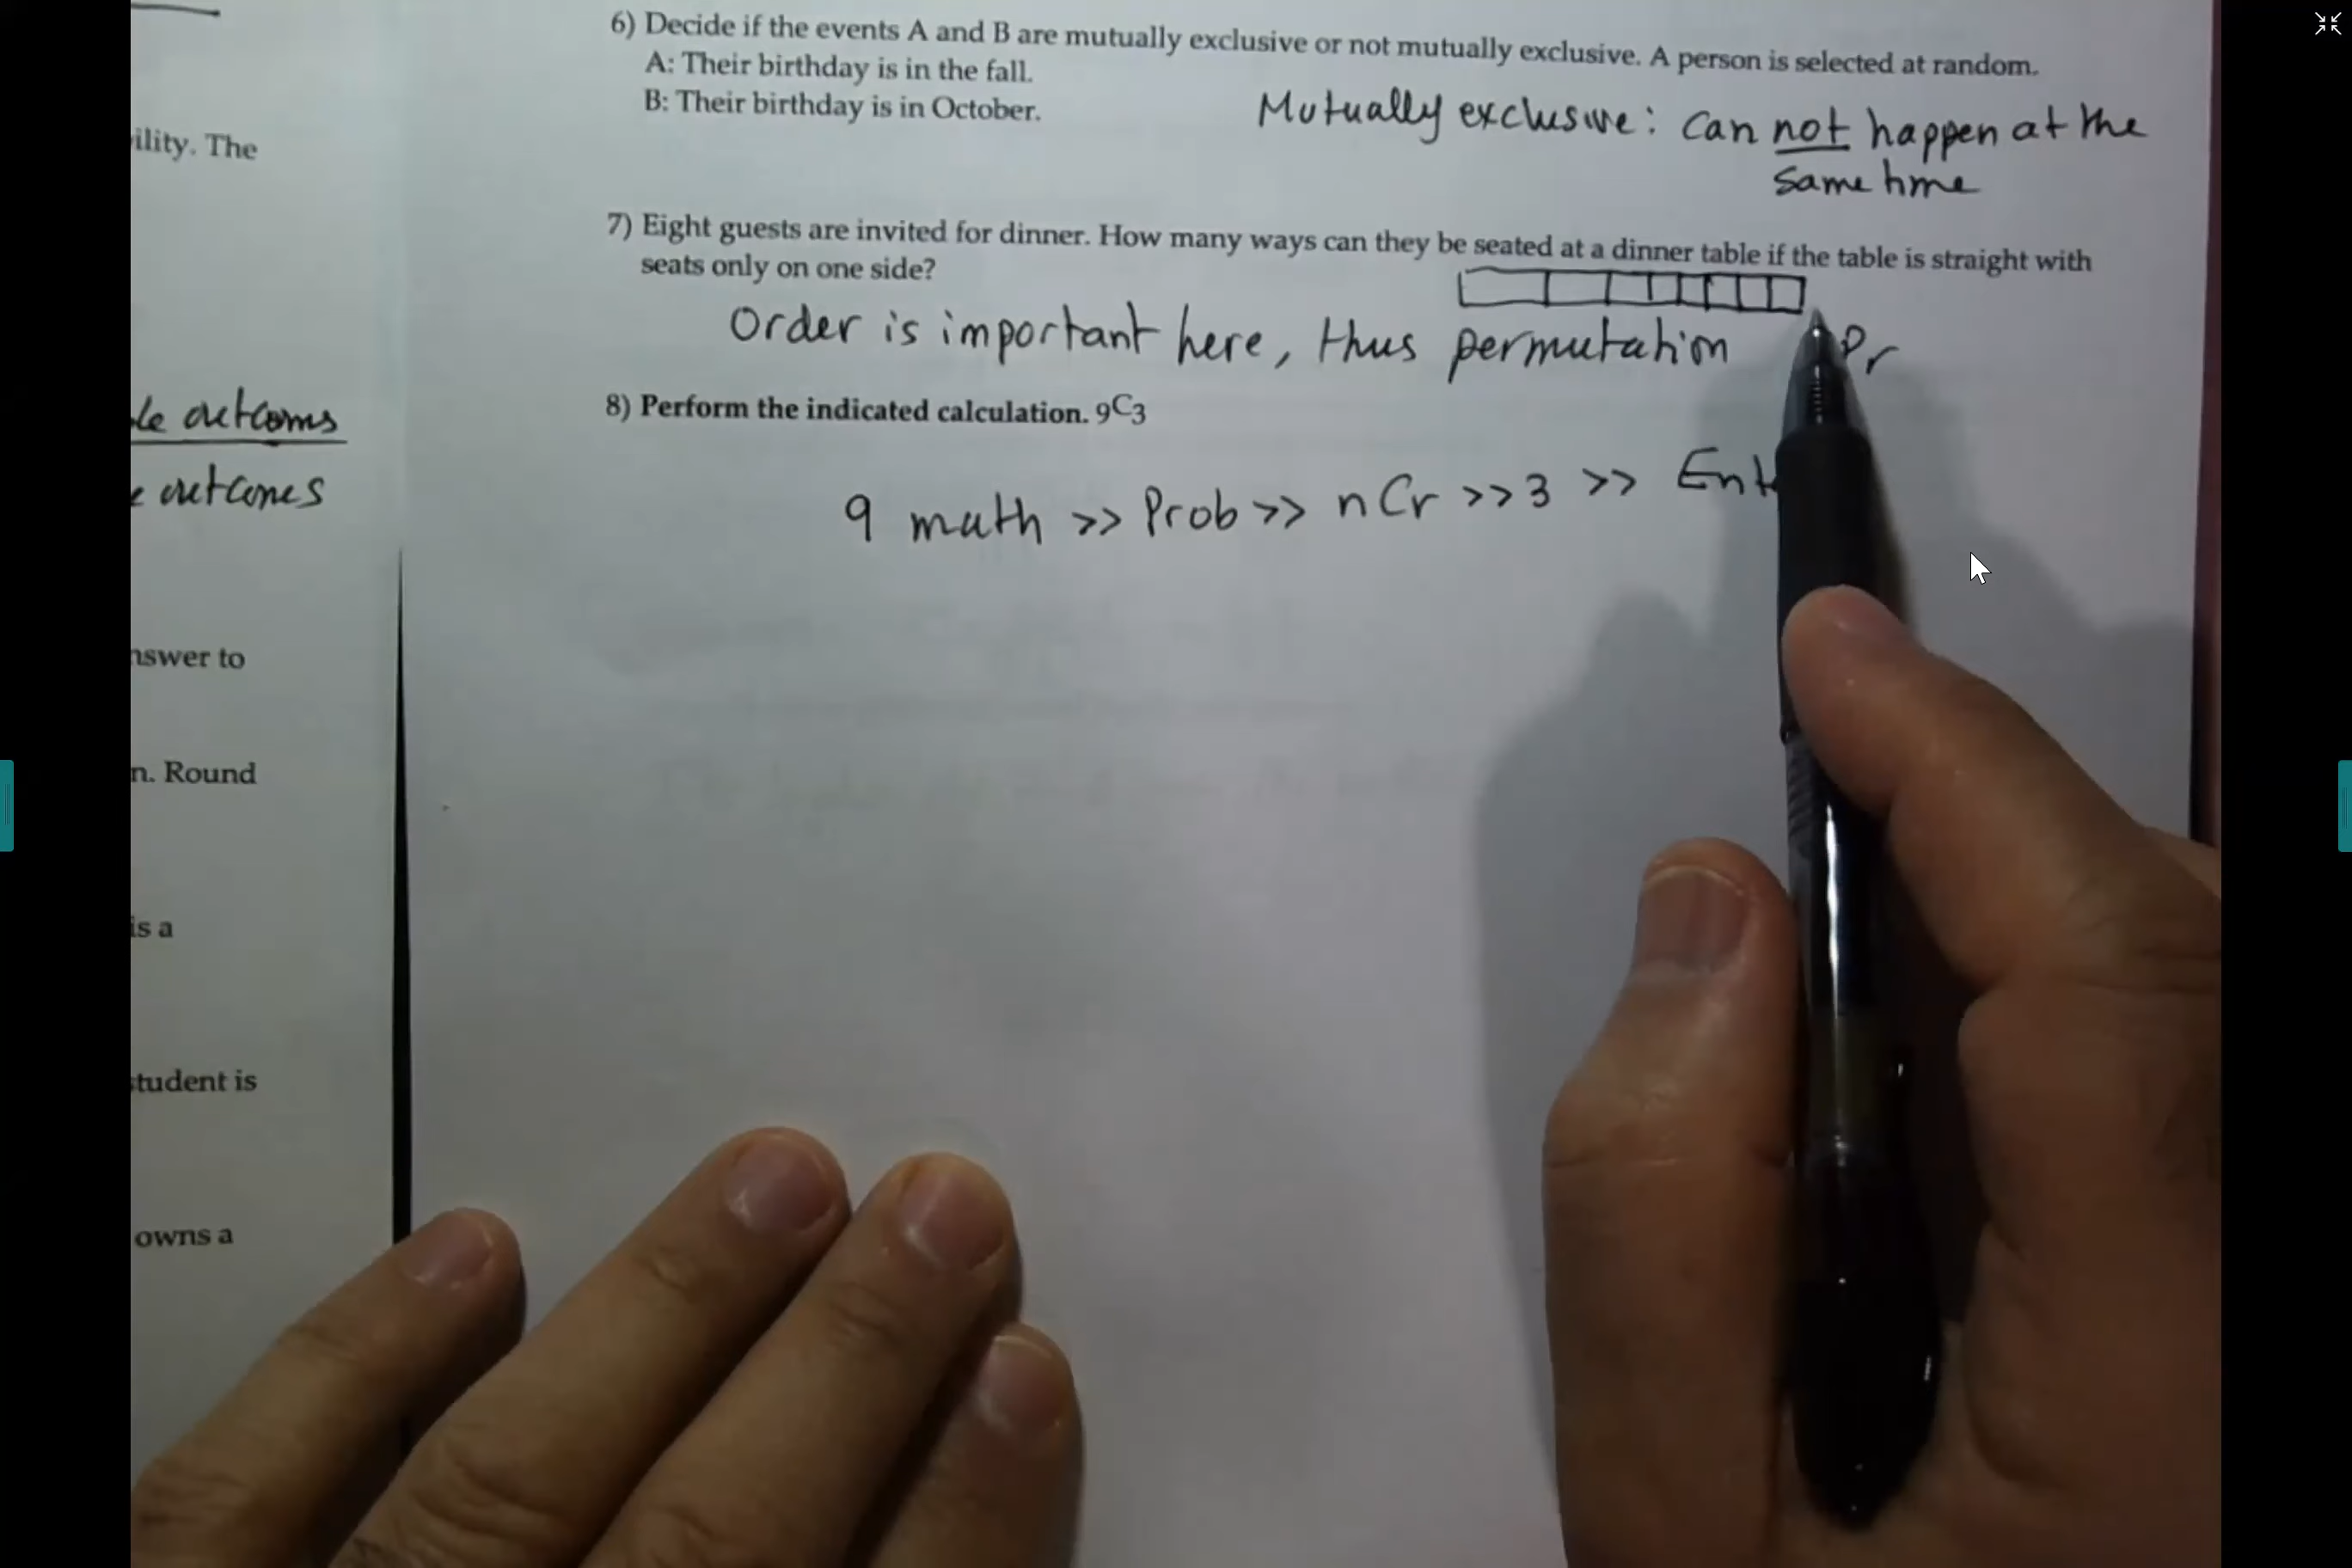 6) Decide if the events A and B are mutually exclusive or not mutually exclusive. A person is selected at random.
A: Their birthday is in the fall.
B: Their birthday is in October.
Mutually exclusive: can not happen at the
same time
7) Eight guests are invited for dinner. How many ways can they be seated at a dinner table if the table is straight with
seats only on one side?
Order is important here, thus permutation Pr
8) Perform the indicated calculation. 9C3
9 math >> Prob >> nCr >>3 >> Ent
ility. The
le outcoms
e outcomes
nswer to
n. Round
is a
tudent is
owns a